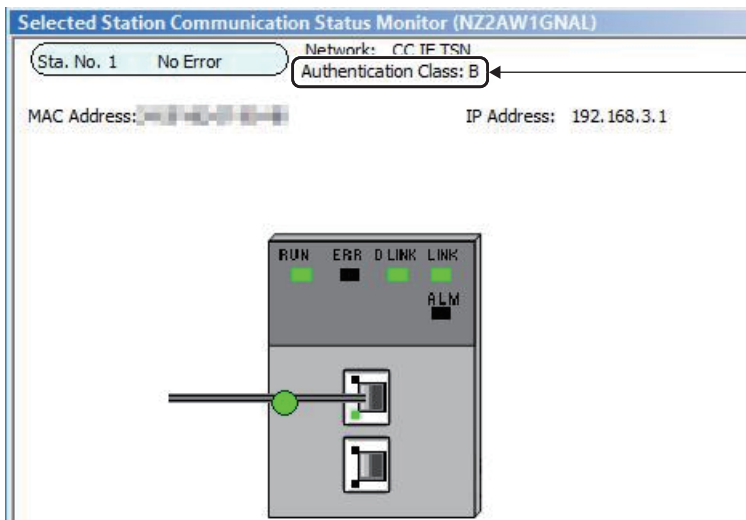 Selected Station Communication Status Monitor (NZ2AW1GNAL)
Sta. No. 1 No Error
Network: CC IE TSN
Authentication Class: B
MAC Address:
IP Address: 192.168.3.1
RUN ERR D LINK LINK
ALM